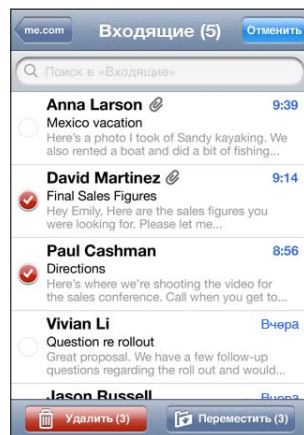 me.com Входящие (5) Отменить
Поиск в «Входящие»
Anna Larson 9:39
Mexico vacation
Here's a photo I took of Sandy kayaking. We
also rented a boat and did a bit of fishing...
David Martinez 9:14
Final Sales Figures
Hey Emily, Here are the sales figures you
were looking for. Please let me...
Paul Cashman 8:56
Directions
Here's where we're shooting the video for
the sales conference. Call when you get to...
Vivian Li Вчера
Question re rollout
Great proposal. We have a few follow-up
questions regarding the roll out and would...
Jason Russell Вчера
Удалить (3) Переместить (3)